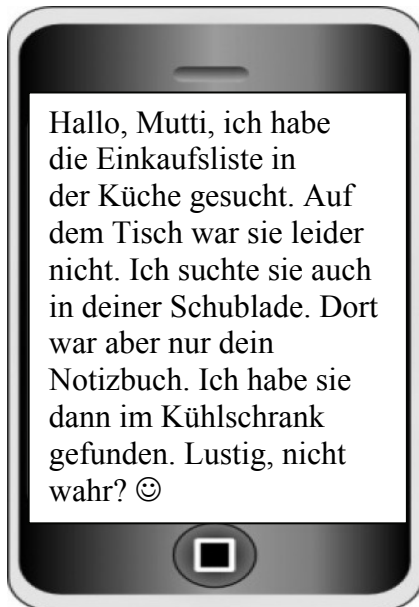 Hallo, Mutti, ich habe
die Einkaufsliste in
der Küche gesucht. Auf
dem Tisch war sie leider
nicht. Ich suchte sie auch
in deiner Schublade. Dort
war aber nur dein
Notizbuch. Ich habe sie
dann im Kühlschrank
gefunden. Lustig, nicht
wahr? ☺